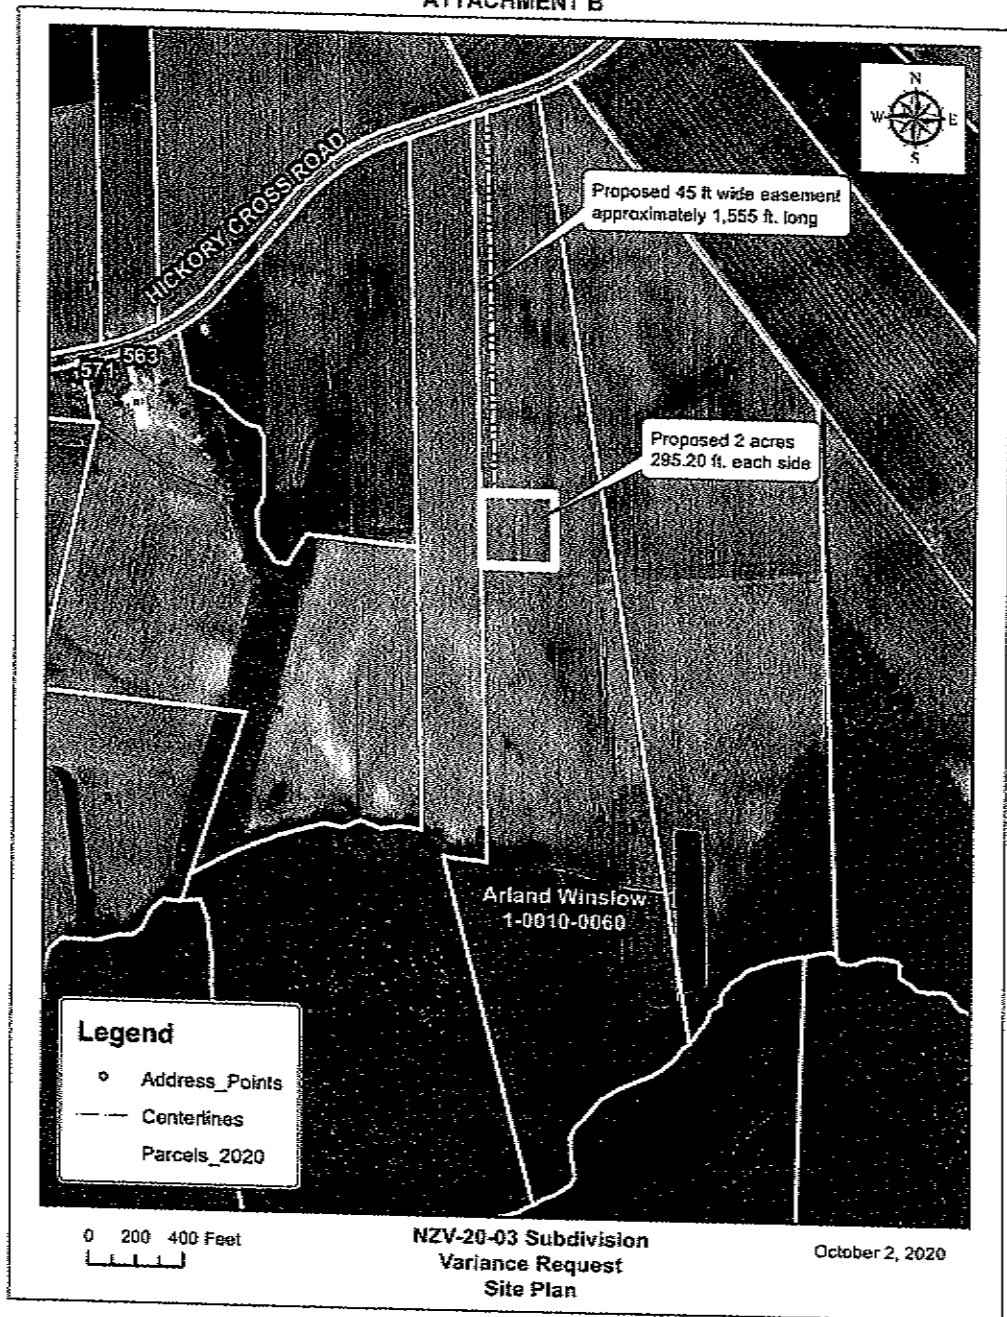 ATTACHMENT B
N
W E
S
HICKORY CROSS ROAD
Proposed 45 ft wide easement
approximately 1,555 ft. long
571 563
Proposed 2 acres
295.20 ft. each side
Arland Winslow
1-0010-0060
Legend
Address_Points
Centerlines
Parcels_2020
0 200 400 Feet
NZV-20-03 Subdivision
Variance Request
Site Plan
October 2, 2020